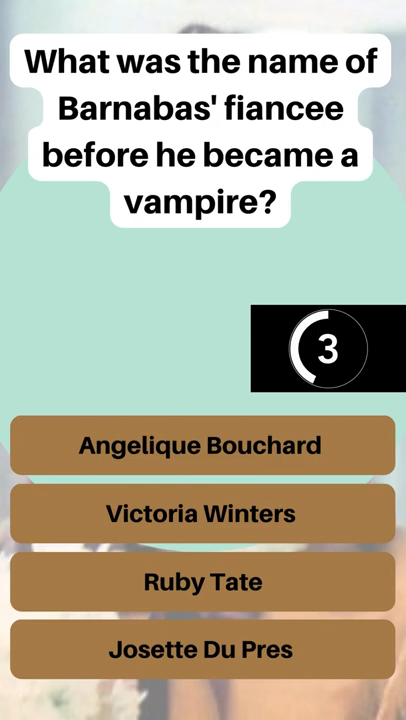 What was the name of
Barnabas' fiancee
before he became a
vampire?
3
Angelique Bouchard
Victoria Winters
Ruby Tate
Josette Du Pres